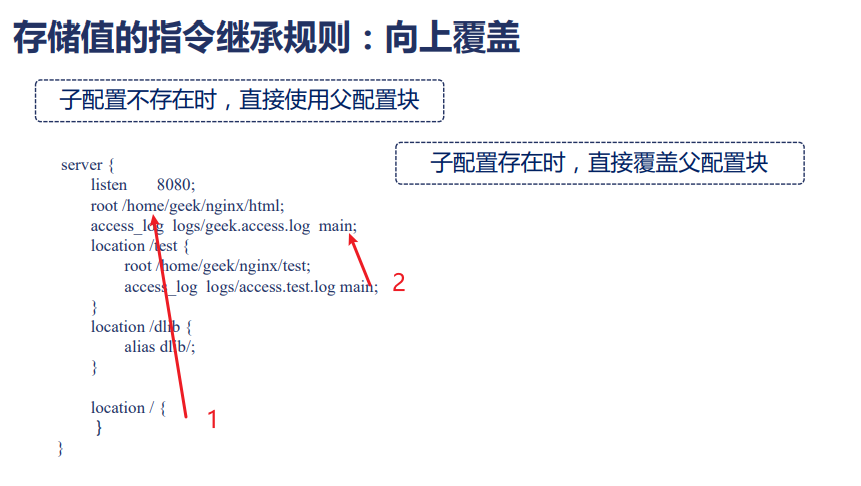 存储值的指令继承规则：向上覆盖
子配置不存在时，直接使用父配置块
子配置存在时，直接覆盖父配置块
server {
listen 8080;
root /home/geek/nginx/html;
access_log logs/geek.access.log main;
location /test {
root /home/geek/nginx/test;
access_log logs/access.test.log main;
2
}
location /dlib {
alias dlib/;
}
location / {
1
}
}